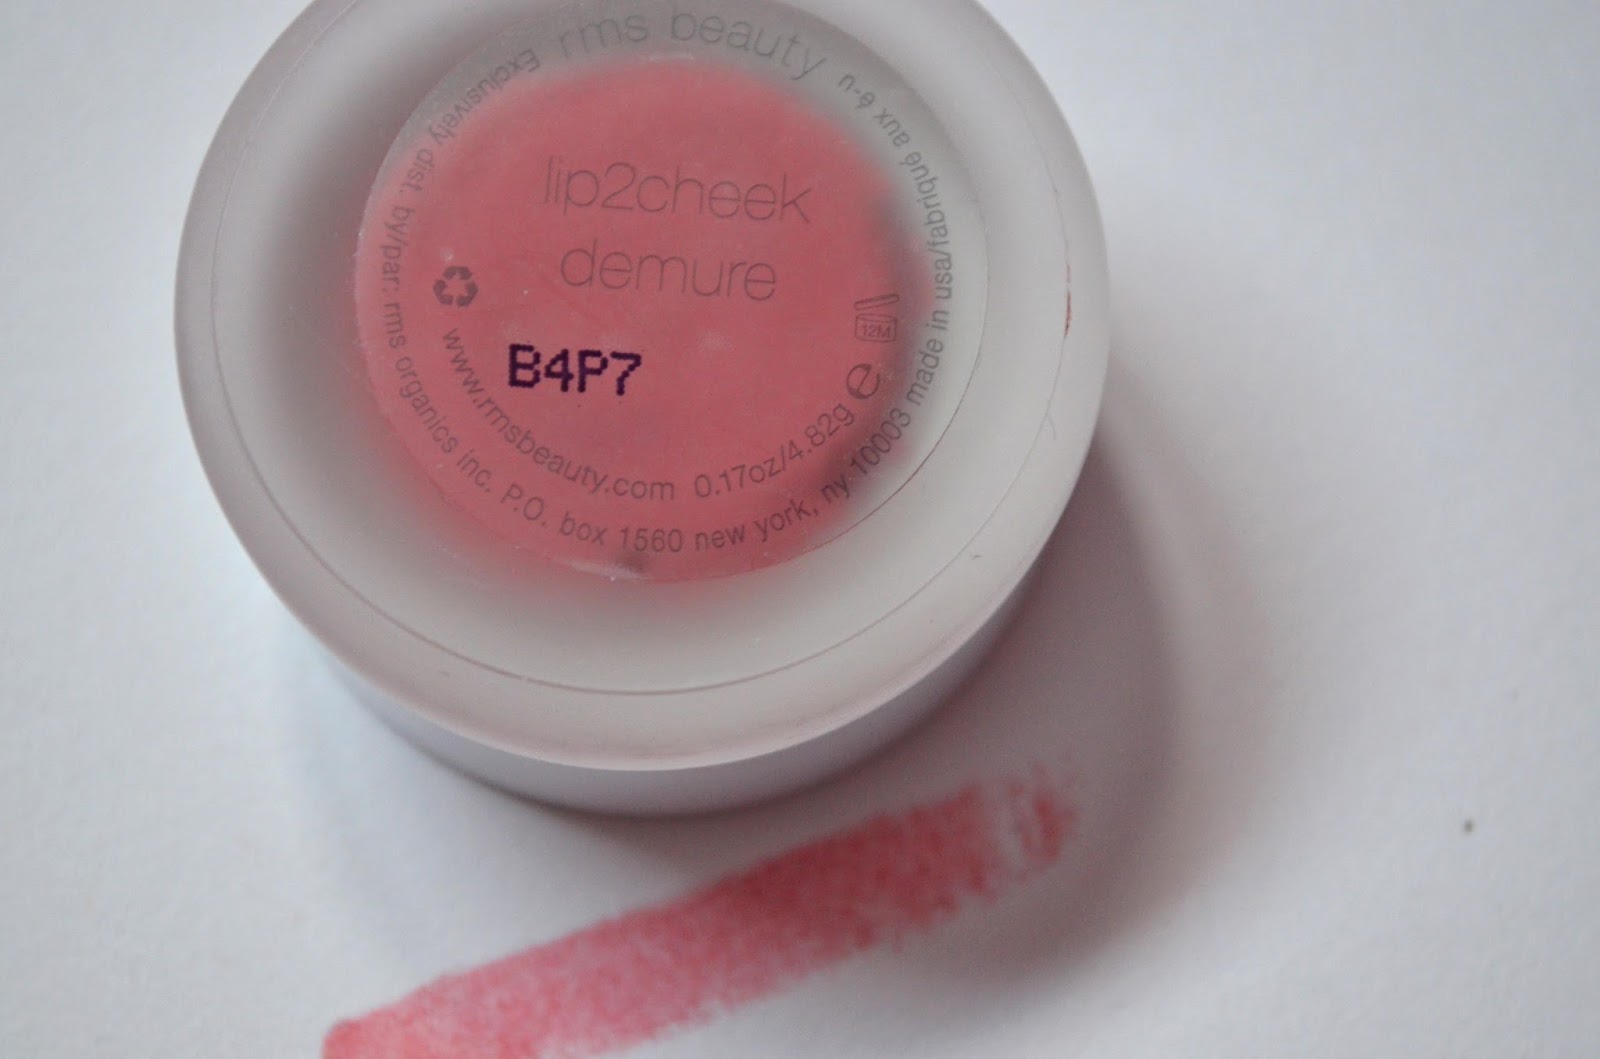 rms beauty
lip2cheek
demure
12M
B4P7
www.rmsbeauty.com 0.17oz/4.82g e
Exclusively dist. by/par: rms organics inc. P.O. box 1560 new york, ny 10003 made in usa/fabriqué aux é-u